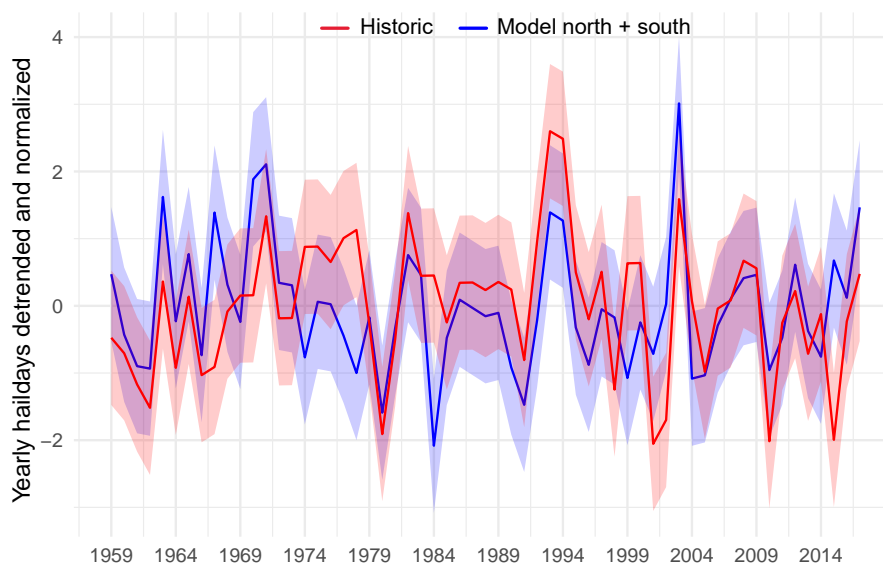 Historic Model north + south
Yearly haildays detrended and normalized
4
2
0
−2
1959 1964 1969 1974 1979 1984 1989 1994 1999 2004 2009 2014